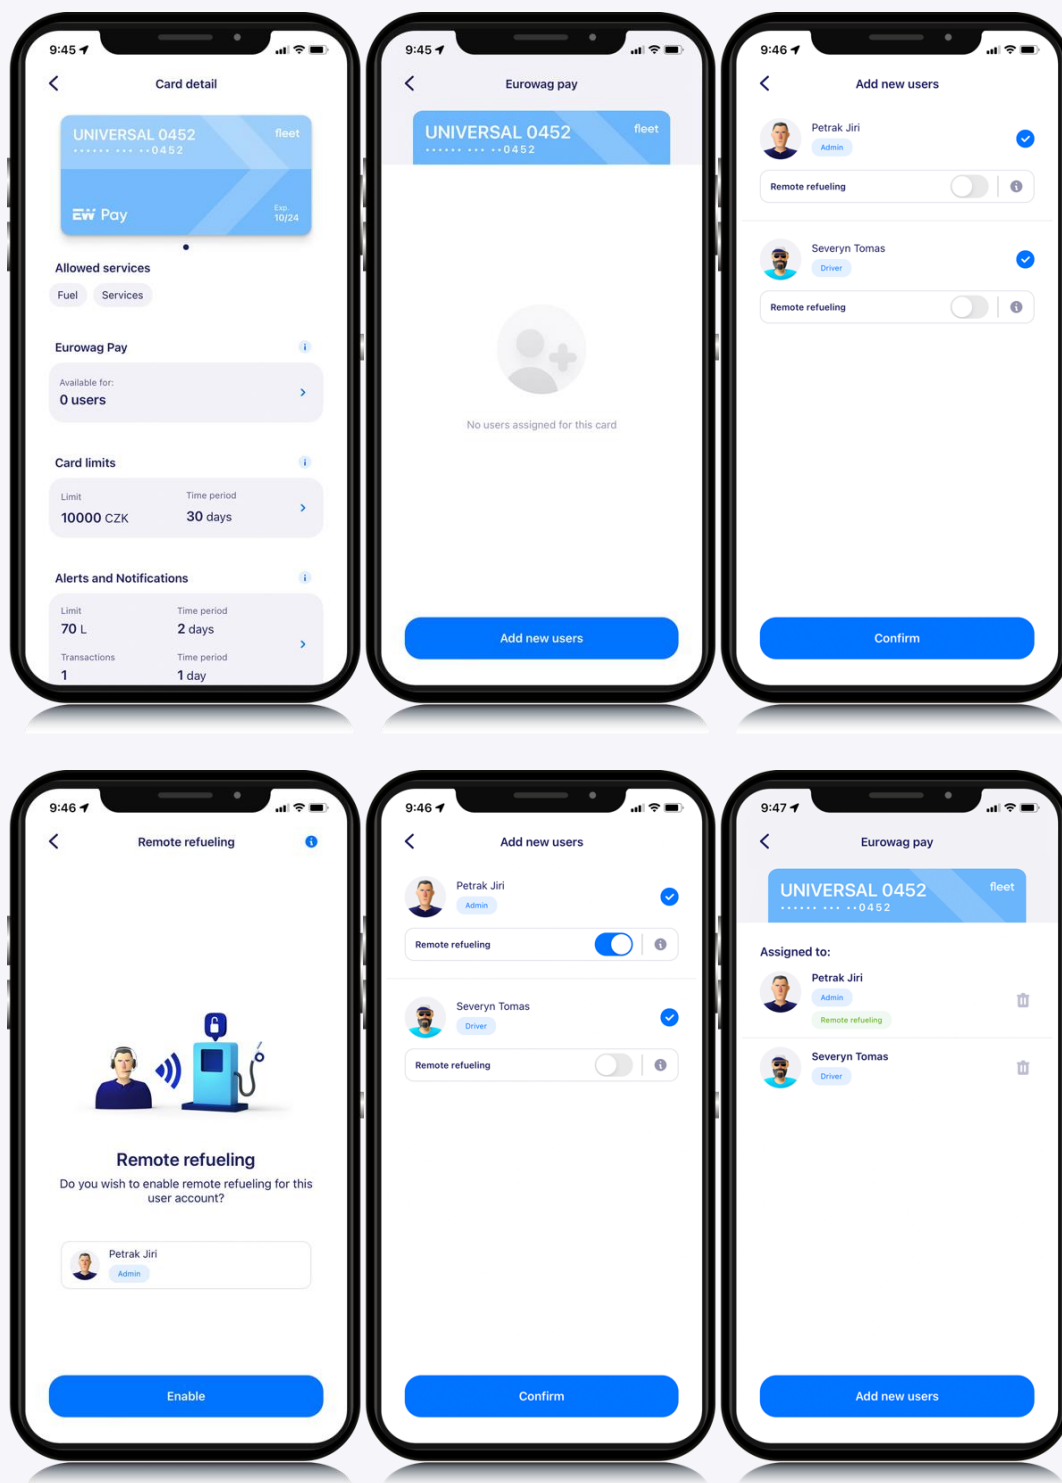 9:45
Card detail
UNIVERSAL 0452
fleet
•••••• ••• ••0452
EW Pay
Exp.
10/24
Allowed services
Fuel
Services
Eurowag Pay
Available for:
0 users
Card limits
Limit
Time period
10000 CZK
30 days
Alerts and Notifications
Limit
Time period
70 L
2 days
Transactions
Time period
1
1 day
9:45
Eurowag pay
UNIVERSAL 0452
fleet
•••••• ••• ••0452
No users assigned for this card
Add new users
9:46
Add new users
Petrak Jiri
Admin
Remote refueling
Severyn Tomas
Driver
Remote refueling
Confirm
9:46
Remote refueling
Remote refueling
Do you wish to enable remote refueling for this
user account?
Petrak Jiri
Admin
Enable
9:46
Add new users
Petrak Jiri
Admin
Remote refueling
Severyn Tomas
Driver
Remote refueling
Confirm
9:47
Eurowag pay
UNIVERSAL 0452
fleet
•••••• ••• ••0452
Assigned to:
Petrak Jiri
Admin
Remote refueling
Severyn Tomas
Driver
Add new users